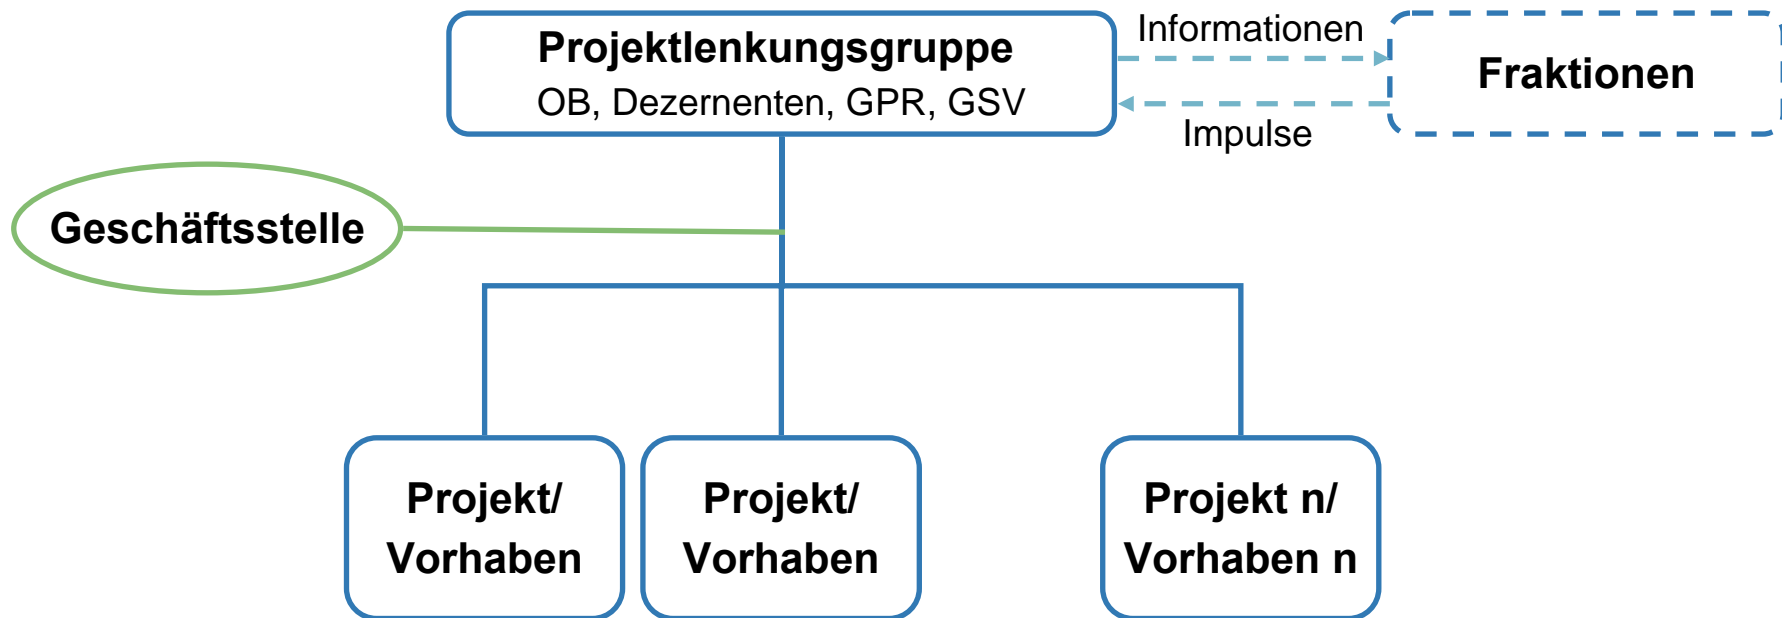 Projektlenkungsgruppe
OB, Dezernenten, GPR, GSV
Informationen
Impulse
Fraktionen
Geschäftsstelle
Projekt/
Vorhaben
Projekt/
Vorhaben
Projekt n/
Vorhaben n